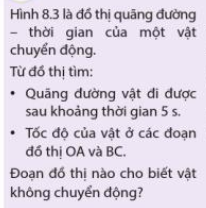 Hình 8.3 là đồ thị quãng đường
– thời gian của một vật
chuyển động.
Từ đồ thị tìm:
• Quãng đường vật đi được
sau khoảng thời gian 5 s.
• Tốc độ của vật ở các đoạn
đồ thị OA và BC.
Đoạn đồ thị nào cho biết vật
không chuyển động?